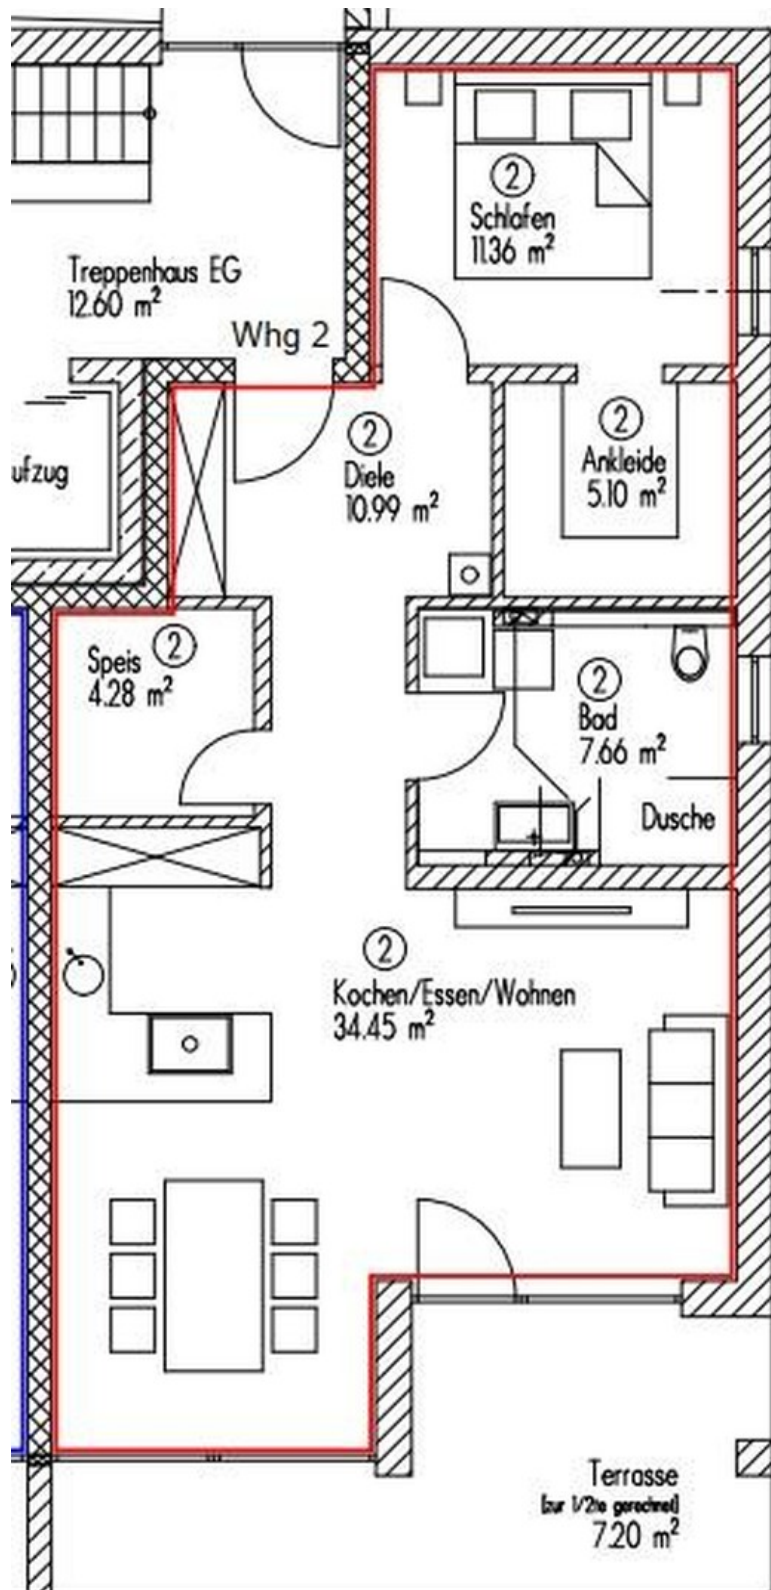 ②
Schlafen
11.36 m²
Treppenhaus EG
12.60 m²
Whg 2
②
Diele
10.99 m²
②
Ankleide
5.10 m²
ufzug
②
Speis
4.28 m²
②
Bad
7.66 m²
Dusche
②
Kochen/Essen/Wohnen
34.45 m²
Terrasse
(zur 1/2te gerechnet)
7.20 m²